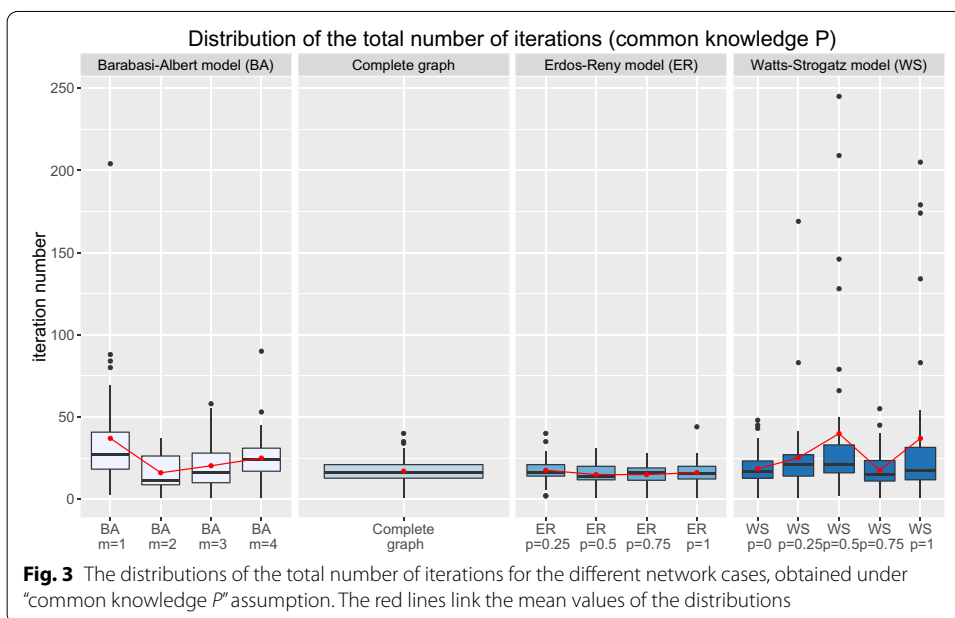 Distribution of the total number of iterations (common knowledge P)
Barabasi-Albert model (BA) Complete graph Erdos-Reny model (ER) Watts-Strogatz model (WS)
iteration number
250
200
150
100
50
0
BA BA BA BA Complete ER ER ER ER WS WS WS WS WS
m=1 m=2 m=3 m=4 graph p=0.25 p=0.5 p=0.75 p=1 p=0 p=0.25 p=0.5 p=0.75 p=1
Fig. 3 The distributions of the total number of iterations for the different network cases, obtained under
“common knowledge P” assumption. The red lines link the mean values of the distributions